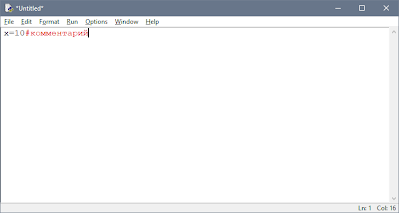 *Untitled*
File Edit Format Run Options Window Help
x=10#комментарий
Ln: 1 Col: 16